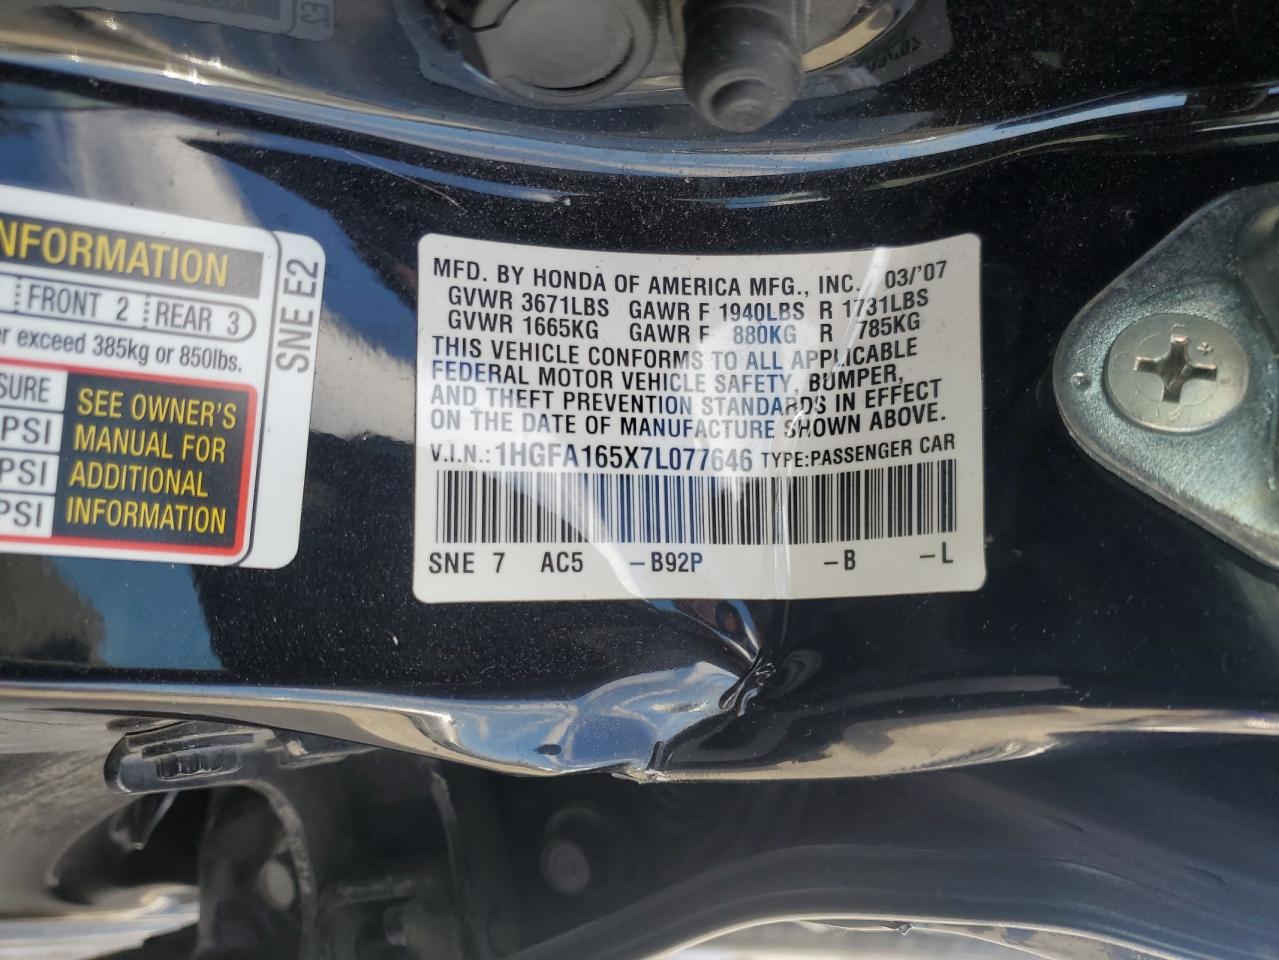 NFORMATION
FRONT 2 REAR 3
er exceed 385kg or 850lbs.
SURE
PSI
PSI
PSI
SEE OWNER'S
MANUAL FOR
ADDITIONAL
INFORMATION
SNE E2
MFD. BY HONDA OF AMERICA MFG., INC. 03/'07
GVWR 3671LBS GAWR F 1940LBS R 1731LBS
GVWR 1665KG GAWR F 880KG R 785KG
THIS VEHICLE CONFORMS TO ALL APPLICABLE
FEDERAL MOTOR VEHICLE SAFETY, BUMPER,
AND THEFT PREVENTION STANDARDS IN EFFECT
ON THE DATE OF MANUFACTURE SHOWN ABOVE.
V.I.N.: 1HGFA165X7L077646 TYPE:PASSENGER CAR
SNE 7 AC5 -B92P -B -L